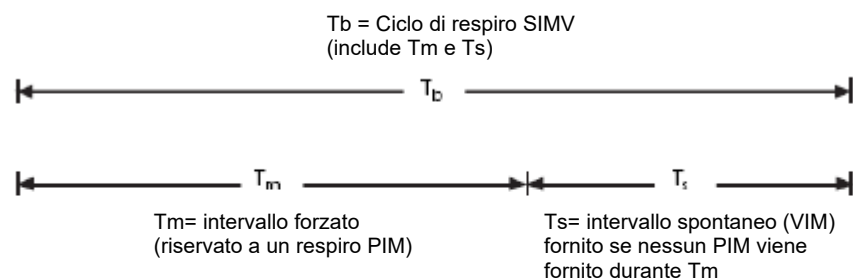 Tb = Ciclo di respiro SIMV
(include Tm e Ts)
Tb
Tm
Ts
Tm= intervallo forzato
(riservato a un respiro PIM)
Ts= intervallo spontaneo (VIM)
fornito se nessun PIM viene
fornito durante Tm